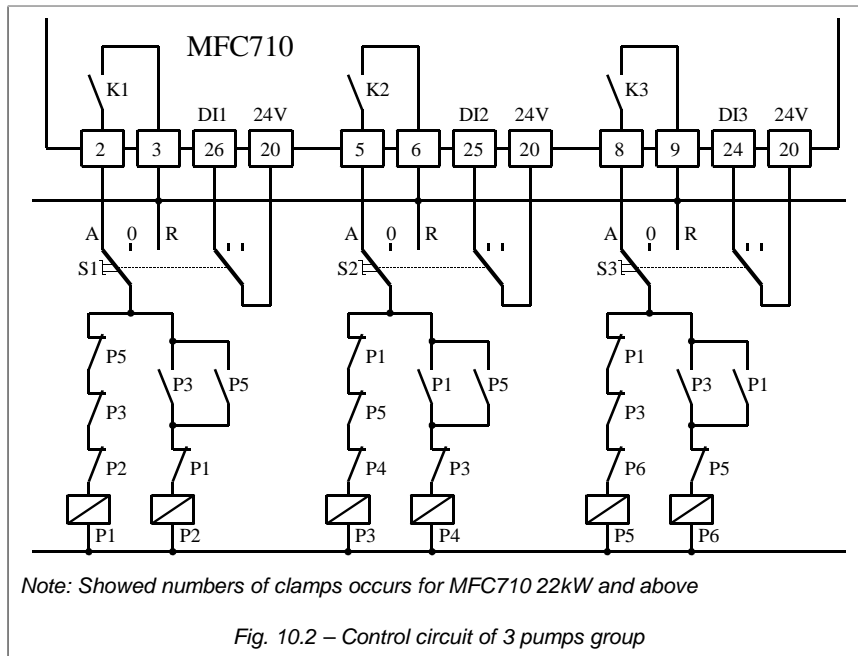 MFC710
K1 K2 K3
DI1 24V DI2 24V DI3 24V
2 3 26 20 5 6 25 20 8 9 24 20
A 0 R A 0 R A 0 R
S1 S2 S3
P5 P1 P1
P3 P5 P1 P5 P3 P1
P3 P5 P3
P2 P1 P4 P3 P6 P5
P1 P2 P3 P4 P5 P6
Note: Showed numbers of clamps occurs for MFC710 22kW and above
Fig. 10.2 – Control circuit of 3 pumps group